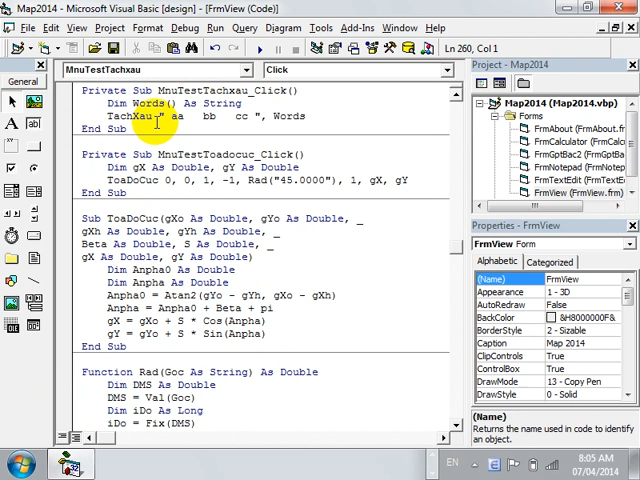 Map2014 - Microsoft Visual Basic [design] - [FrmView (Code)]
File Edit View Project Format Debug Run Query Diagram Tools Add-Ins Window Help
Ln 260, Col 1
General
MnuTestTachxau
Click
Private Sub MnuTestTachxau_Click()
Dim Words() As String
TachXau " aa bb cc ", Words
End Sub
Private Sub MnuTestToadocuc_Click()
Dim gX As Double, gY As Double
ToaDoCuc 0, 0, 1, -1, Rad("45.0000"), 1, gX, gY
End Sub
Sub ToaDoCuc(gXo As Double, gYo As Double, _
gXh As Double, gYh As Double, _
Beta As Double, S As Double, _
gX As Double, gY As Double)
Dim Anpha0 As Double
Dim Anpha As Double
Anpha0 = Atan2(gYo - gYh, gXo - gXh)
Anpha = Anpha0 + Beta + pi
gX = gXo + S * Cos(Anpha)
gY = gYo + S * Sin(Anpha)
End Sub
Function Rad(Goc As String) As Double
Dim DMS As Double
DMS = Val(Goc)
Dim iDo As Long
iDo = Fix(DMS)
Project - Map2014
Map2014 (Map2014.vbp)
Forms
FrmAbout (FrmAbout.
FrmCalculator (FrmCalculator
FrmGptBac2 (FrmGptBac2
FrmNotepad (FrmNotepad
FrmTextEdit (FrmTextEdit
FrmView (FrmView.frm)
Properties - FrmView
FrmView Form
Alphabetic Categorized
(Name) FrmView
Appearance 1 - 3D
AutoRedraw False
BackColor &H8000000F&
BorderStyle 2 - Sizable
Caption Map 2014
ClipControls True
ControlBox True
DrawMode 13 - Copy Pen
DrawStyle 0 - Solid
(Name)
Returns the name used in code to identify an object.
EN
8:05 AM
07/04/2014